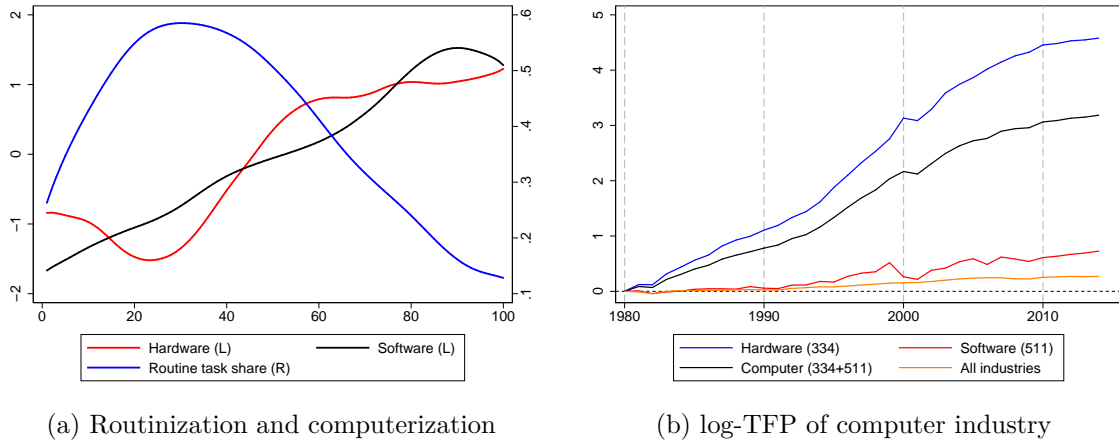 2
1
0
-1
-2
.6
.5
.4
.3
.2
.1
0 20 40 60 80 100
Hardware (L) Software (L)
Routine task share (R)
(a) Routinization and computerization
5
4
3
2
1
0
1980 1990 2000 2010
Hardware (334) Software (511)
Computer (334+511) All industries
(b) log-TFP of computer industry